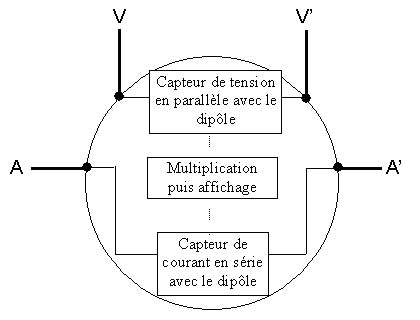 V V'
Capteur de tension
en parallèle avec le
dipôle
A A'
Multiplication
puis affichage
Capteur de
courant en série
avec le dipôle